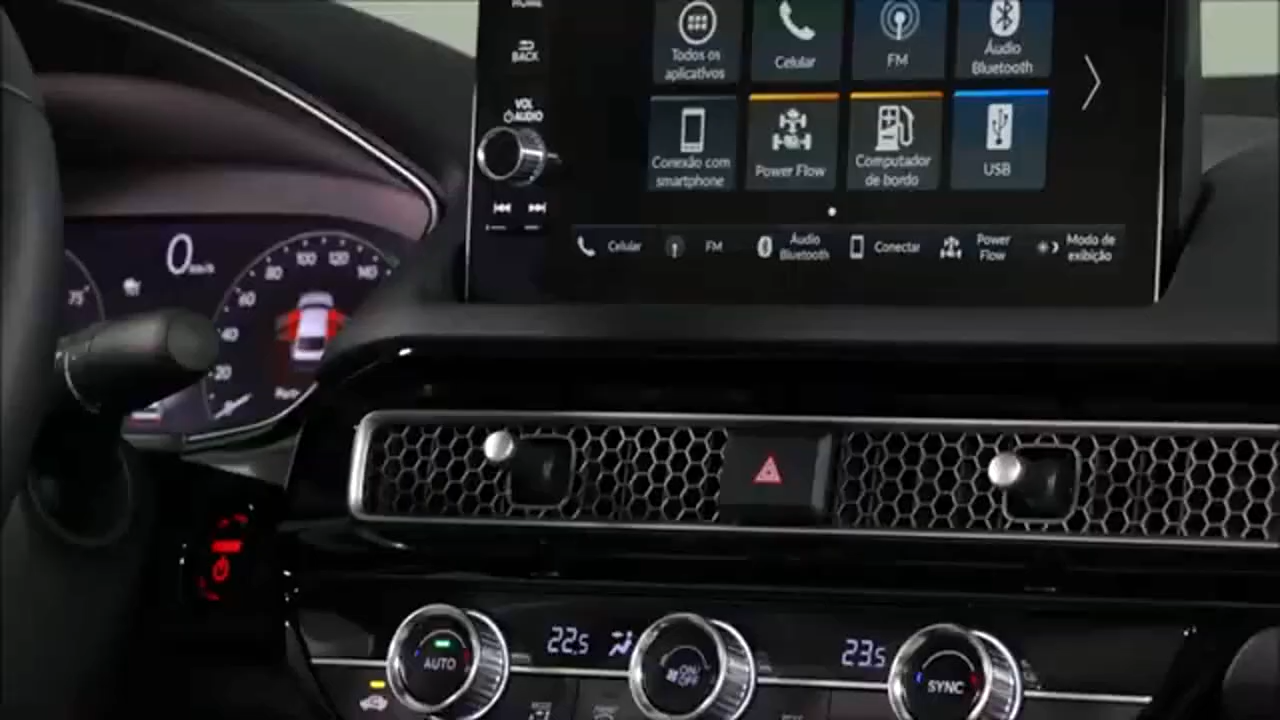 HOME
BACK
VOL
AUDIO
Todos os
aplicativos
Celular
FM
Áudio
Bluetooth
Conexão com
smartphone
Power Flow
Computador
de bordo
USB
Celular
FM
Áudio
Bluetooth
Conectar
Power
Flow
Modo de
exibição
0 km/h
75
20
40
60
80
100
120
140
22.5
23.5
AUTO
ON/
OFF
SYNC